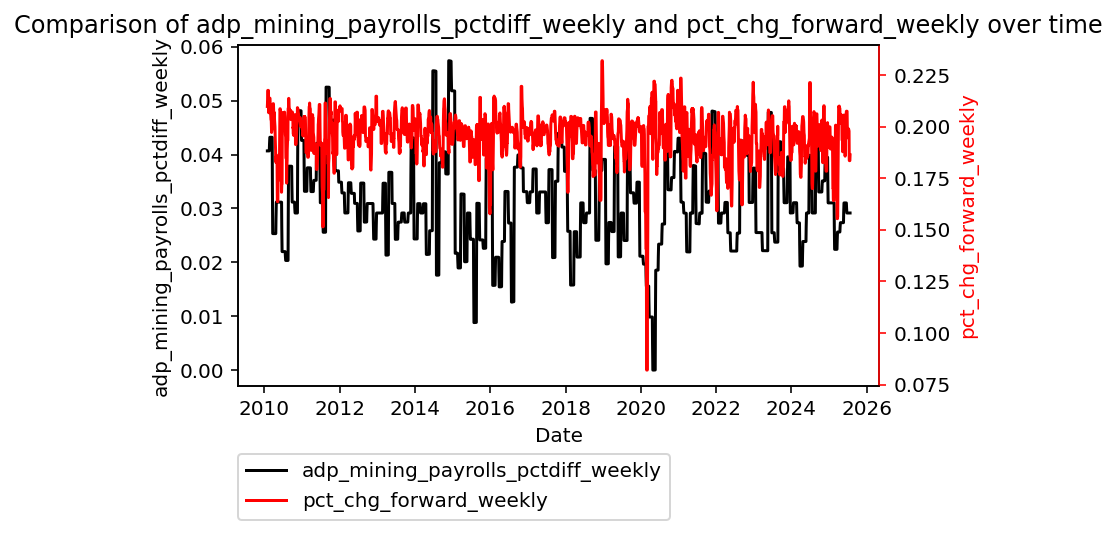 Comparison of adp_mining_payrolls_pctdiff_weekly and pct_chg_forward_weekly over time
adp_mining_payrolls_pctdiff_weekly
0.06
0.05
0.04
0.03
0.02
0.01
0.00
0.225
0.200
0.175
0.150
0.125
0.100
0.075
pct_chg_forward_weekly
2010 2012 2014 2016 2018 2020 2022 2024 2026
Date
adp_mining_payrolls_pctdiff_weekly
pct_chg_forward_weekly